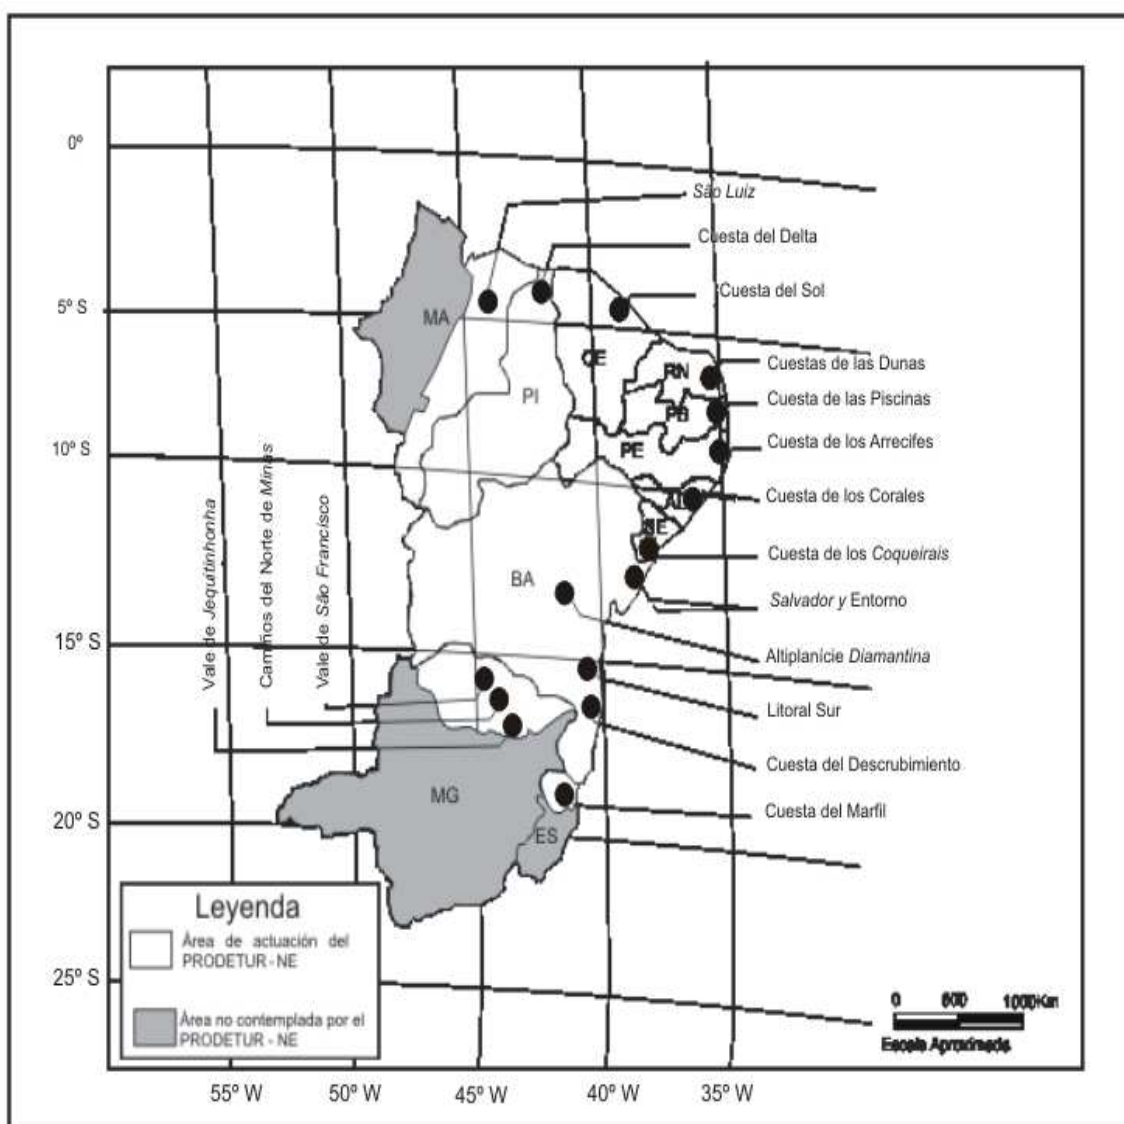 0º
São Luiz
Cuesta del Delta
Cuesta del Sol
5º S
MA
CE
Cuestas de las Dunas
RN
PI
Cuesta de las Piscinas
PB
Cuesta de los Arrecifes
PE
10º S
Cuesta de los Corales
AL
SE
Cuesta de los Coqueirais
BA
Salvador y Entorno
Vale de Jequitinhonha
Camiños del Norte de Minas
Vale de São Francisco
15º S
Altiplanície Diamantina
Litoral Sur
Cuesta del Descrubimiento
MG
Cuesta del Marfil
20º S
ES
Leyenda
Área de actuación del
PRODETUR - NE
Área no contemplada por el
PRODETUR - NE
25º S
0 500 1000Km
Escala Aproximada
55º W 50º W 45º W 40º W 35º W